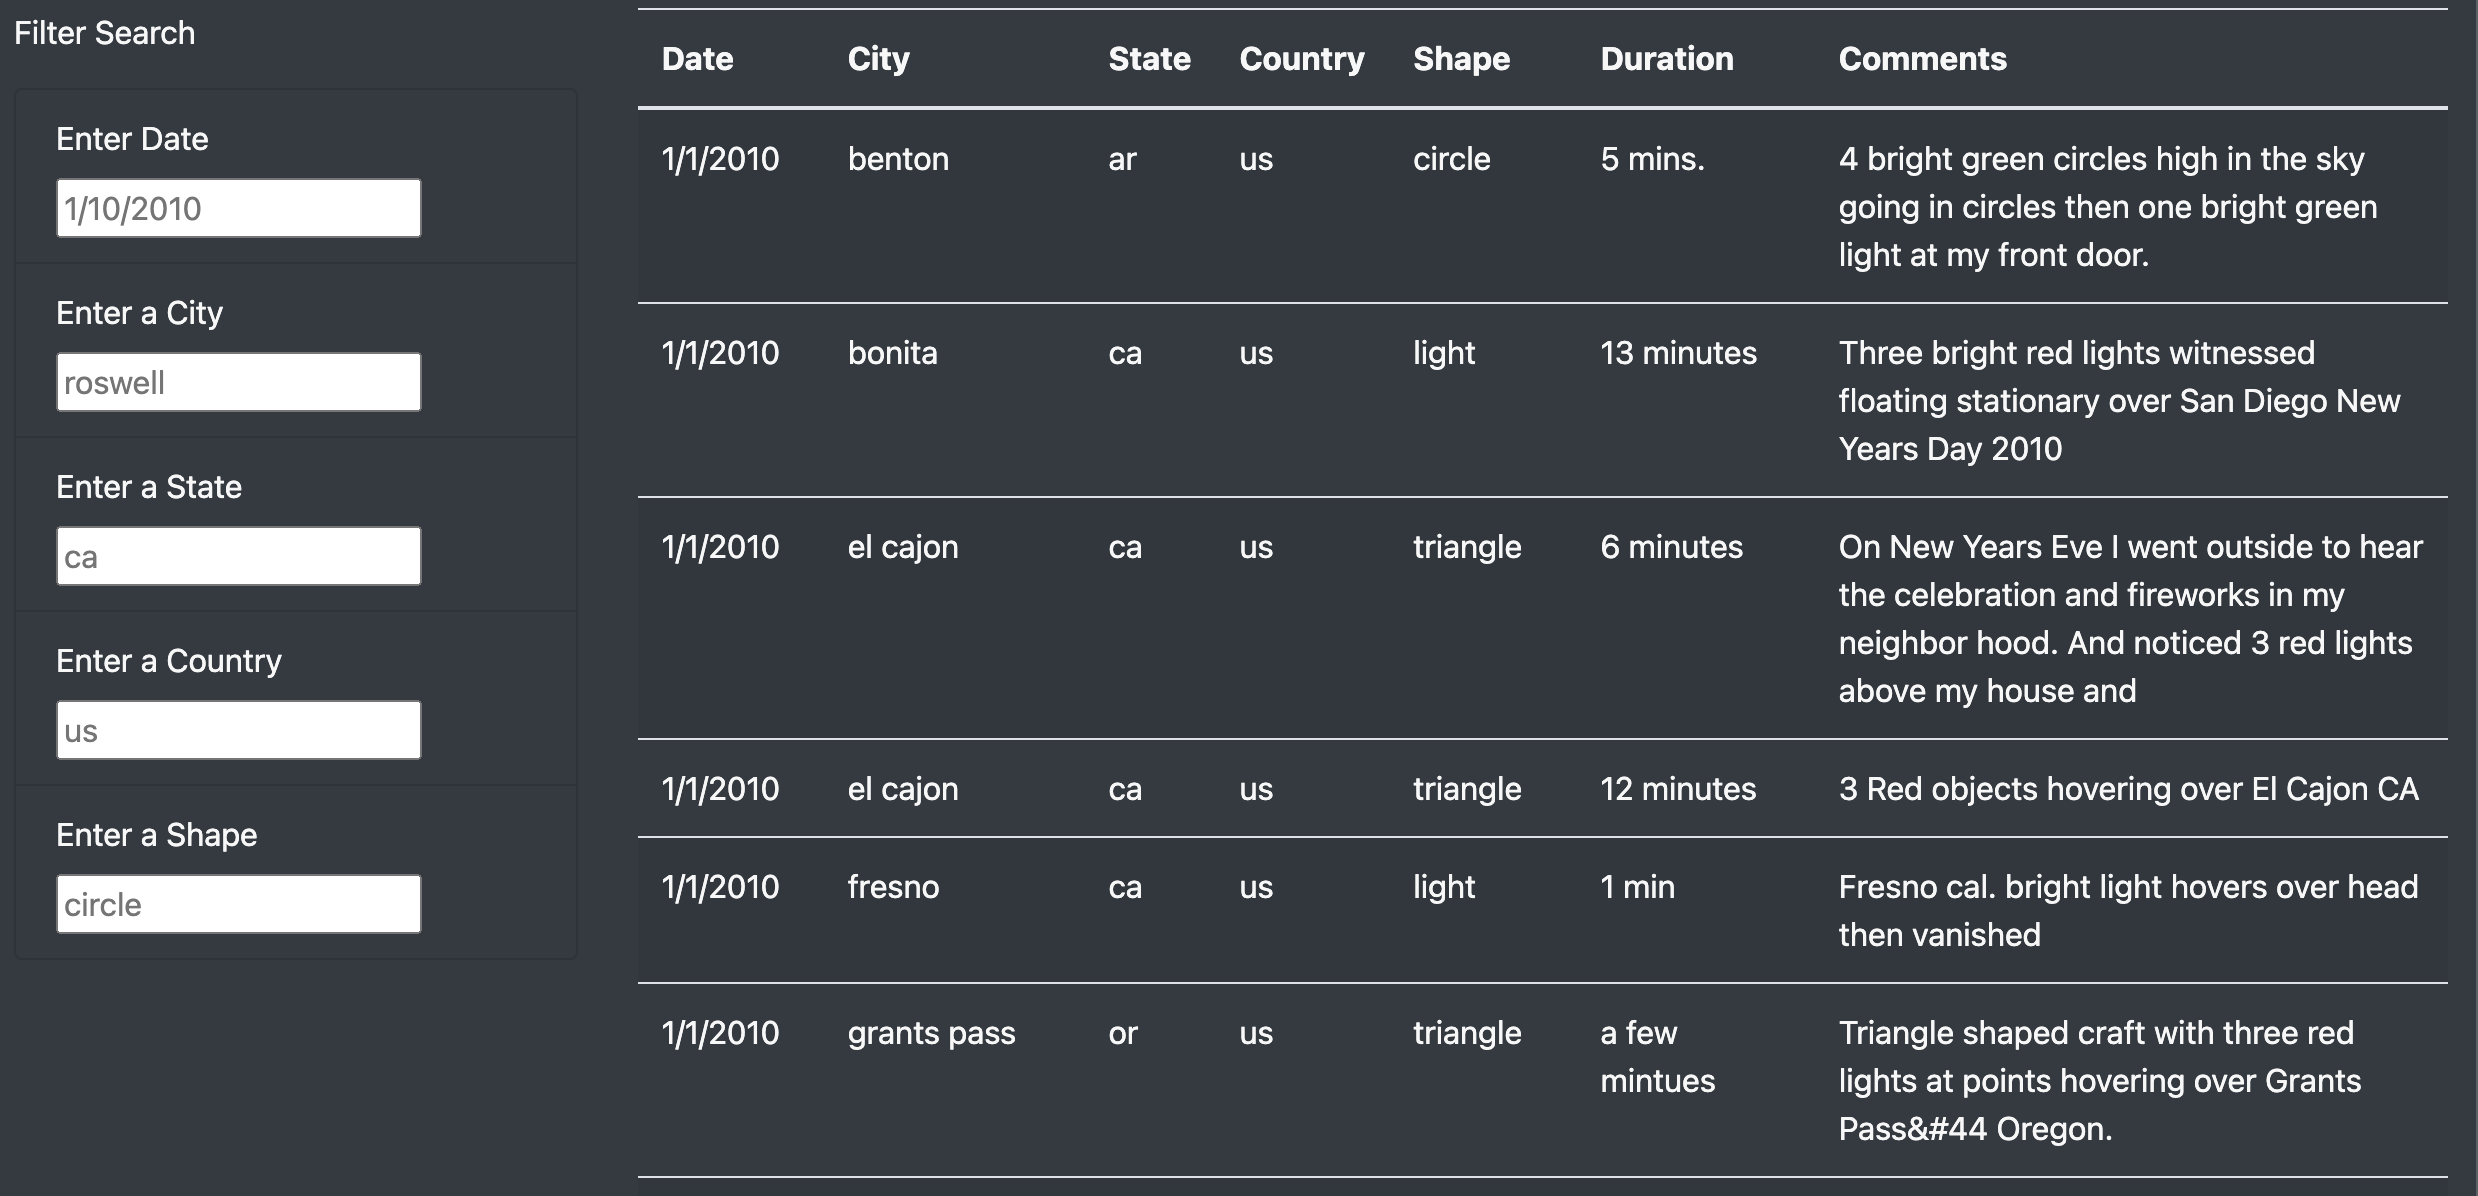 Filter Search
Enter Date
1/10/2010
Enter a City
roswell
Enter a State
ca
Enter a Country
us
Enter a Shape
circle
Date City State Country Shape Duration Comments
1/1/2010 benton ar us circle 5 mins. 4 bright green circles high in the sky
going in circles then one bright green
light at my front door.
1/1/2010 bonita ca us light 13 minutes Three bright red lights witnessed
floating stationary over San Diego New
Years Day 2010
1/1/2010 el cajon ca us triangle 6 minutes On New Years Eve I went outside to hear
the celebration and fireworks in my
neighbor hood. And noticed 3 red lights
above my house and
1/1/2010 el cajon ca us triangle 12 minutes 3 Red objects hovering over El Cajon CA
1/1/2010 fresno ca us light 1 min Fresno cal. bright light hovers over head
then vanished
1/1/2010 grants pass or us triangle a few Triangle shaped craft with three red
mintues lights at points hovering over Grants
Pass&#44 Oregon.